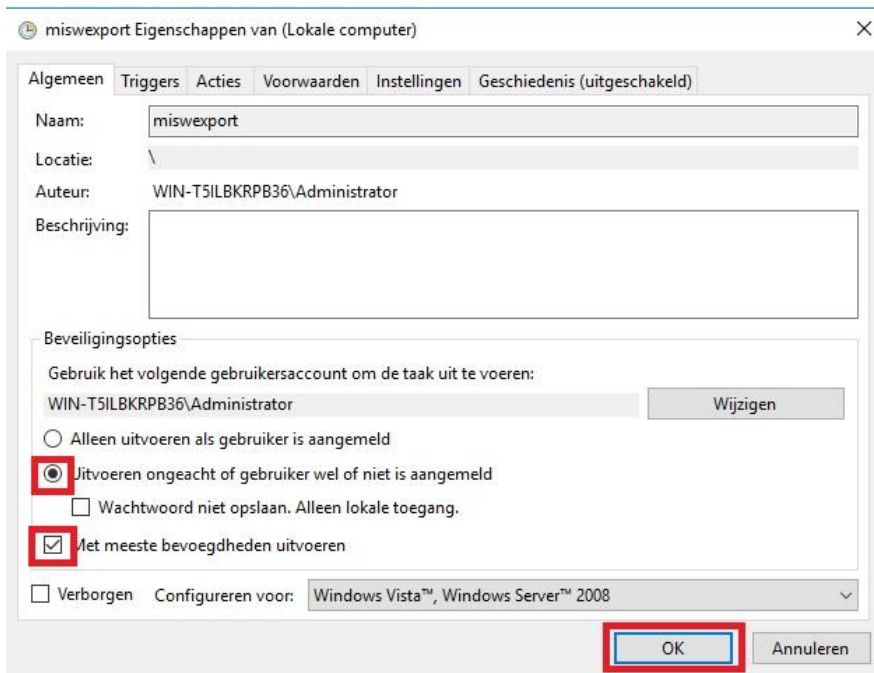 miswexport Eigenschappen van (Lokale computer)
Algemeen Triggers Acties Voorwaarden Instellingen Geschiedenis (uitgeschakeld)
Naam: miswexport
Locatie: \
Auteur: WIN-T5ILBKRPB36\Administrator
Beschrijving:
Beveiligingsopties
Gebruik het volgende gebruikersaccount om de taak uit te voeren:
WIN-T5ILBKRPB36\Administrator Wijzigen
Alleen uitvoeren als gebruiker is aangemeld
Uitvoeren ongeacht of gebruiker wel of niet is aangemeld
Wachtwoord niet opslaan. Alleen lokale toegang.
Met meeste bevoegdheden uitvoeren
Verborgen Configureren voor: Windows Vista™, Windows Server™ 2008
OK Annuleren